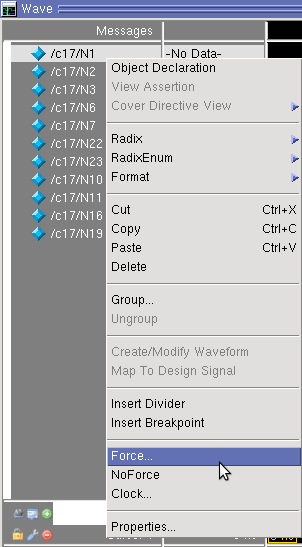 Wave
Messages
/c17/N1 -No Data-
/c17/N2
/c17/N3
/c17/N6
/c17/N7
/c17/N22
/c17/N23
/c17/N10
/c17/N11
/c17/N16
/c17/N19
Object Declaration
View Assertion
Cover Directive View
Radix
RadixEnum
Format
Cut Ctrl+X
Copy Ctrl+C
Paste Ctrl+V
Delete
Group...
Ungroup
Create/Modify Waveform
Map To Design Signal
Insert Divider
Insert Breakpoint
Force...
NoForce
Clock...
Properties...